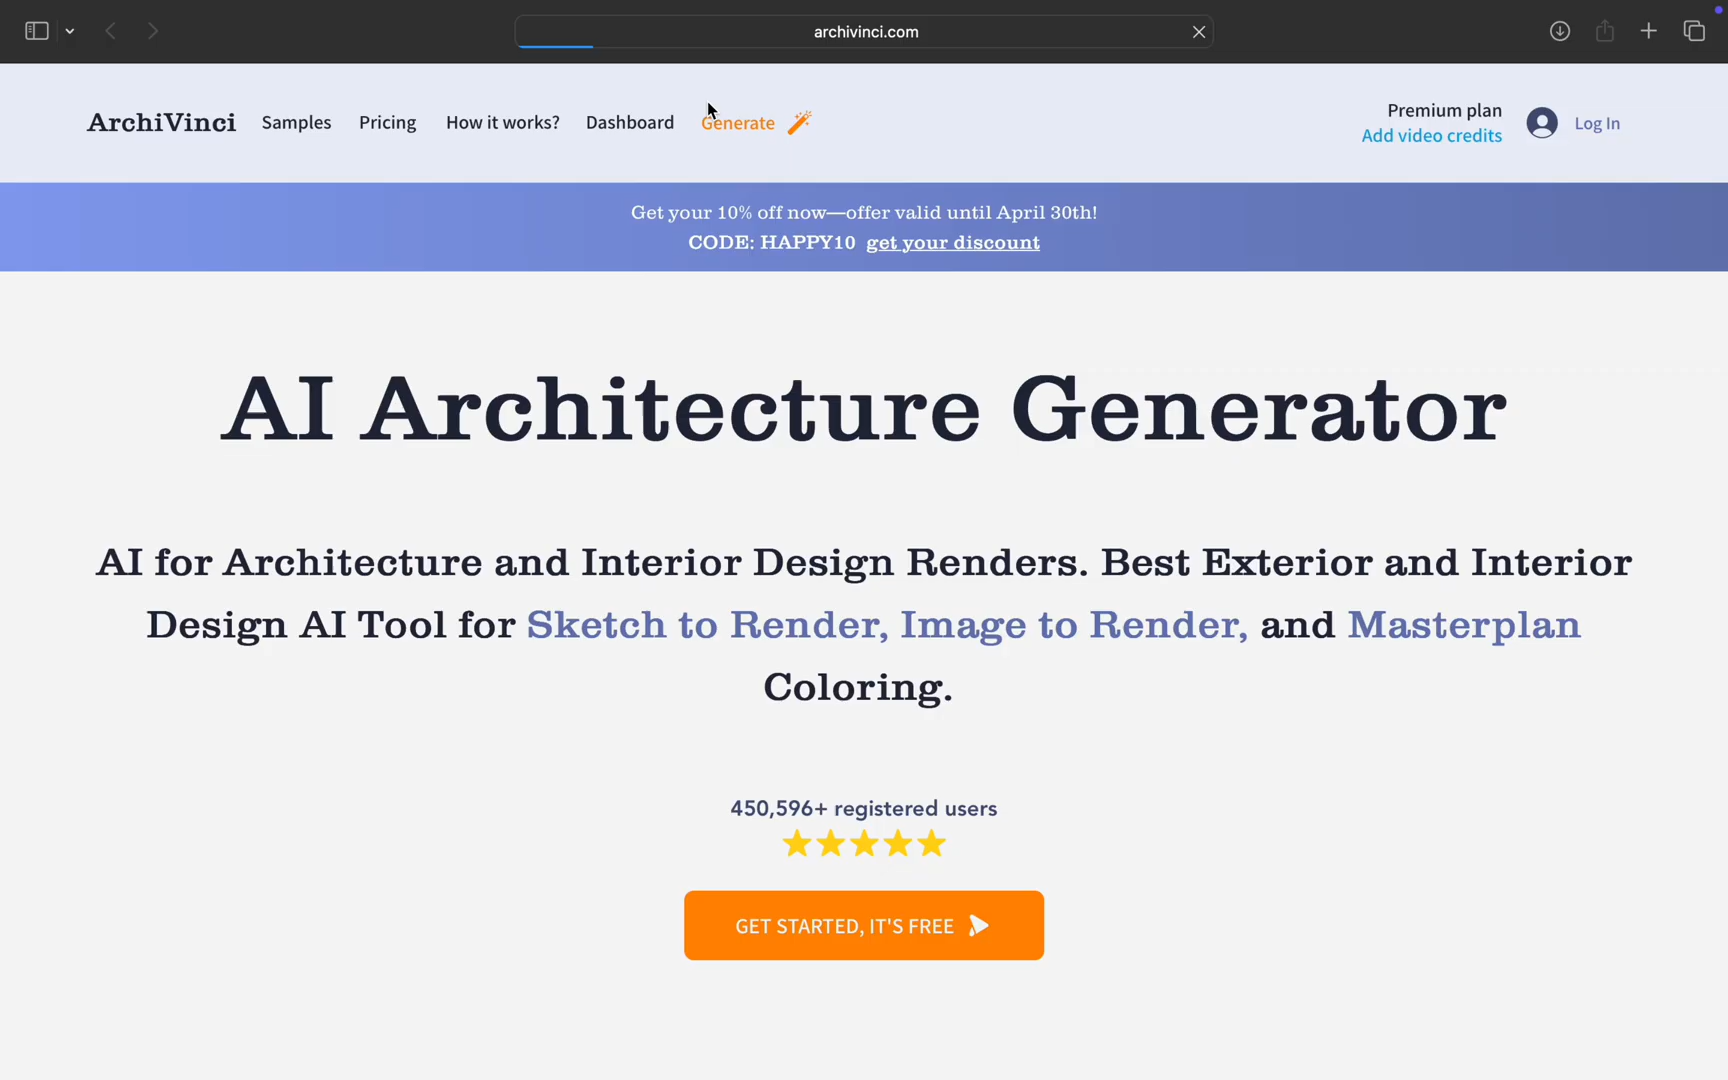 archivinci.com
ArchiVinci Samples Pricing How it works? Dashboard Generate
Premium plan
Add video credits
Log In
Get your 10% off now—offer valid until April 30th!
CODE: HAPPY10 get your discount
AI Architecture Generator
AI for Architecture and Interior Design Renders. Best Exterior and Interior
Design AI Tool for Sketch to Render, Image to Render, and Masterplan
Coloring.
450,596+ registered users
GET STARTED, IT'S FREE